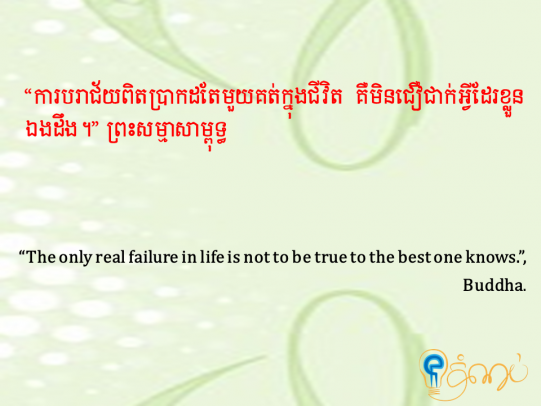 “ការបរាជ័យពិតប្រាកដតែមួយគត់ក្នុងជីវិត គឺមិនជឿជាក់អ្វីដែរខ្លួន
ឯងដឹង ។” ព្រះសម្មាសាម្ពុទ្ធ
“The only real failure in life is not to be true to the best one knows.”,
Buddha.